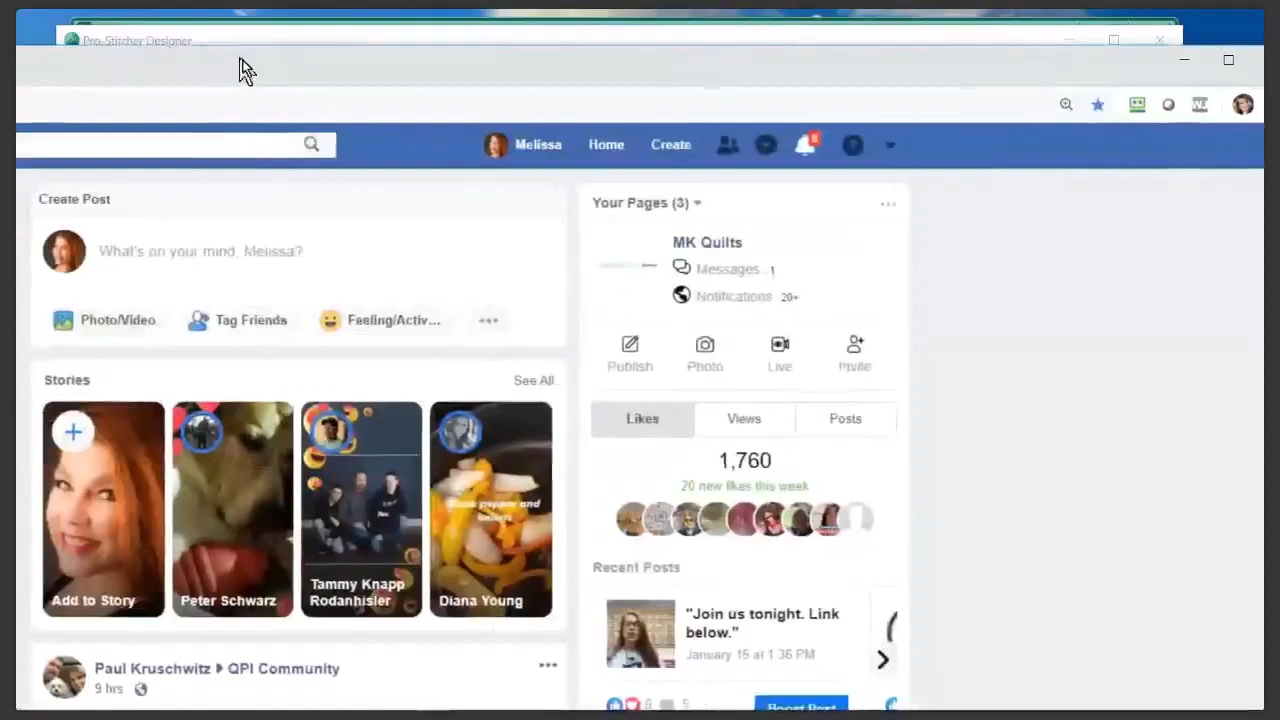 Pro-Stitcher Designer
Melissa
Home
Create
Create Post
What's on your mind, Melissa?
Photo/Video
Tag Friends
Feeling/Activ...
Stories
See All
Add to Story
Peter Schwarz
Tammy Knapp
Rodanhisler
Diana Young
Paul Kruschwitz QPI Community
9 hrs
Your Pages (3)
MK Quilts
Messages 1
Notifications 20+
Publish
Photo
Live
Invite
Likes
Views
Posts
1,760
20 new likes this week
Recent Posts
"Join us tonight. Link
below."
January 15 at 1:36 PM
6
5
Boost Post